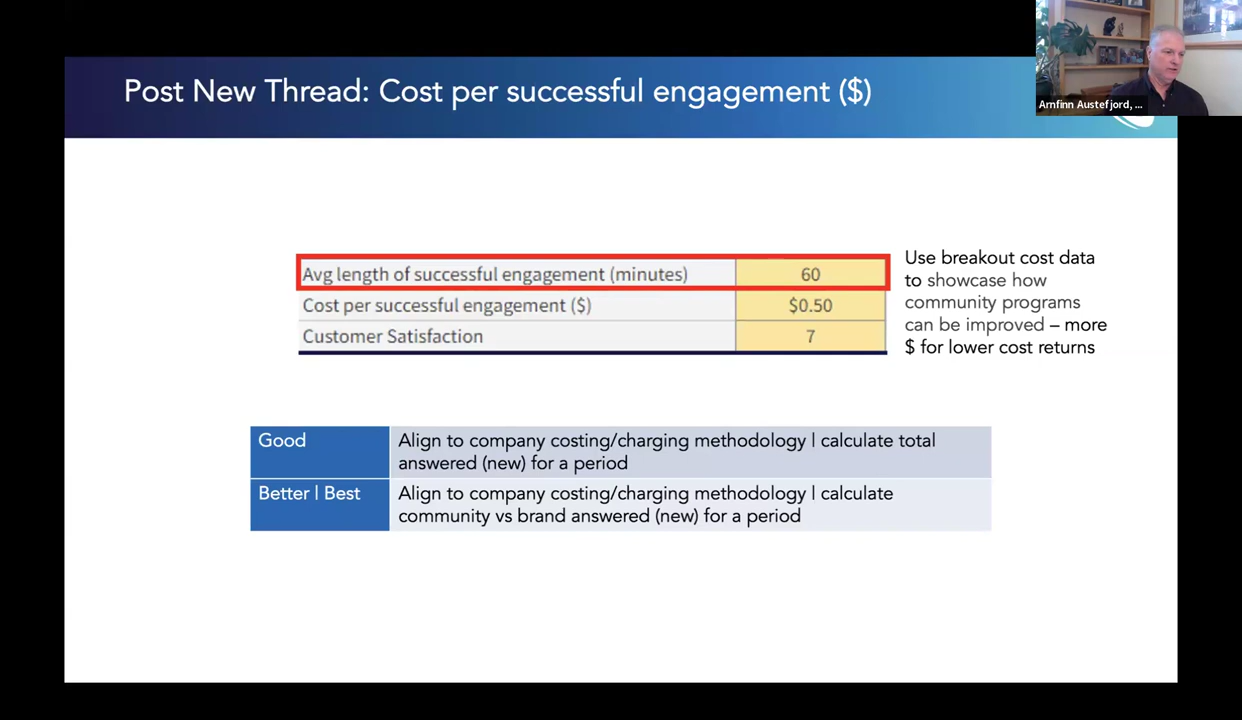 Post New Thread: Cost per successful engagement ($)
Arnfinn Austefjord, ...
Avg length of successful engagement (minutes) 60
Cost per successful engagement ($) $0.50
Customer Satisfaction 7
Use breakout cost data
to showcase how
community programs
can be improved – more
$ for lower cost returns
Good
Align to company costing/charging methodology | calculate total
answered (new) for a period
Better | Best
Align to company costing/charging methodology | calculate
community vs brand answered (new) for a period